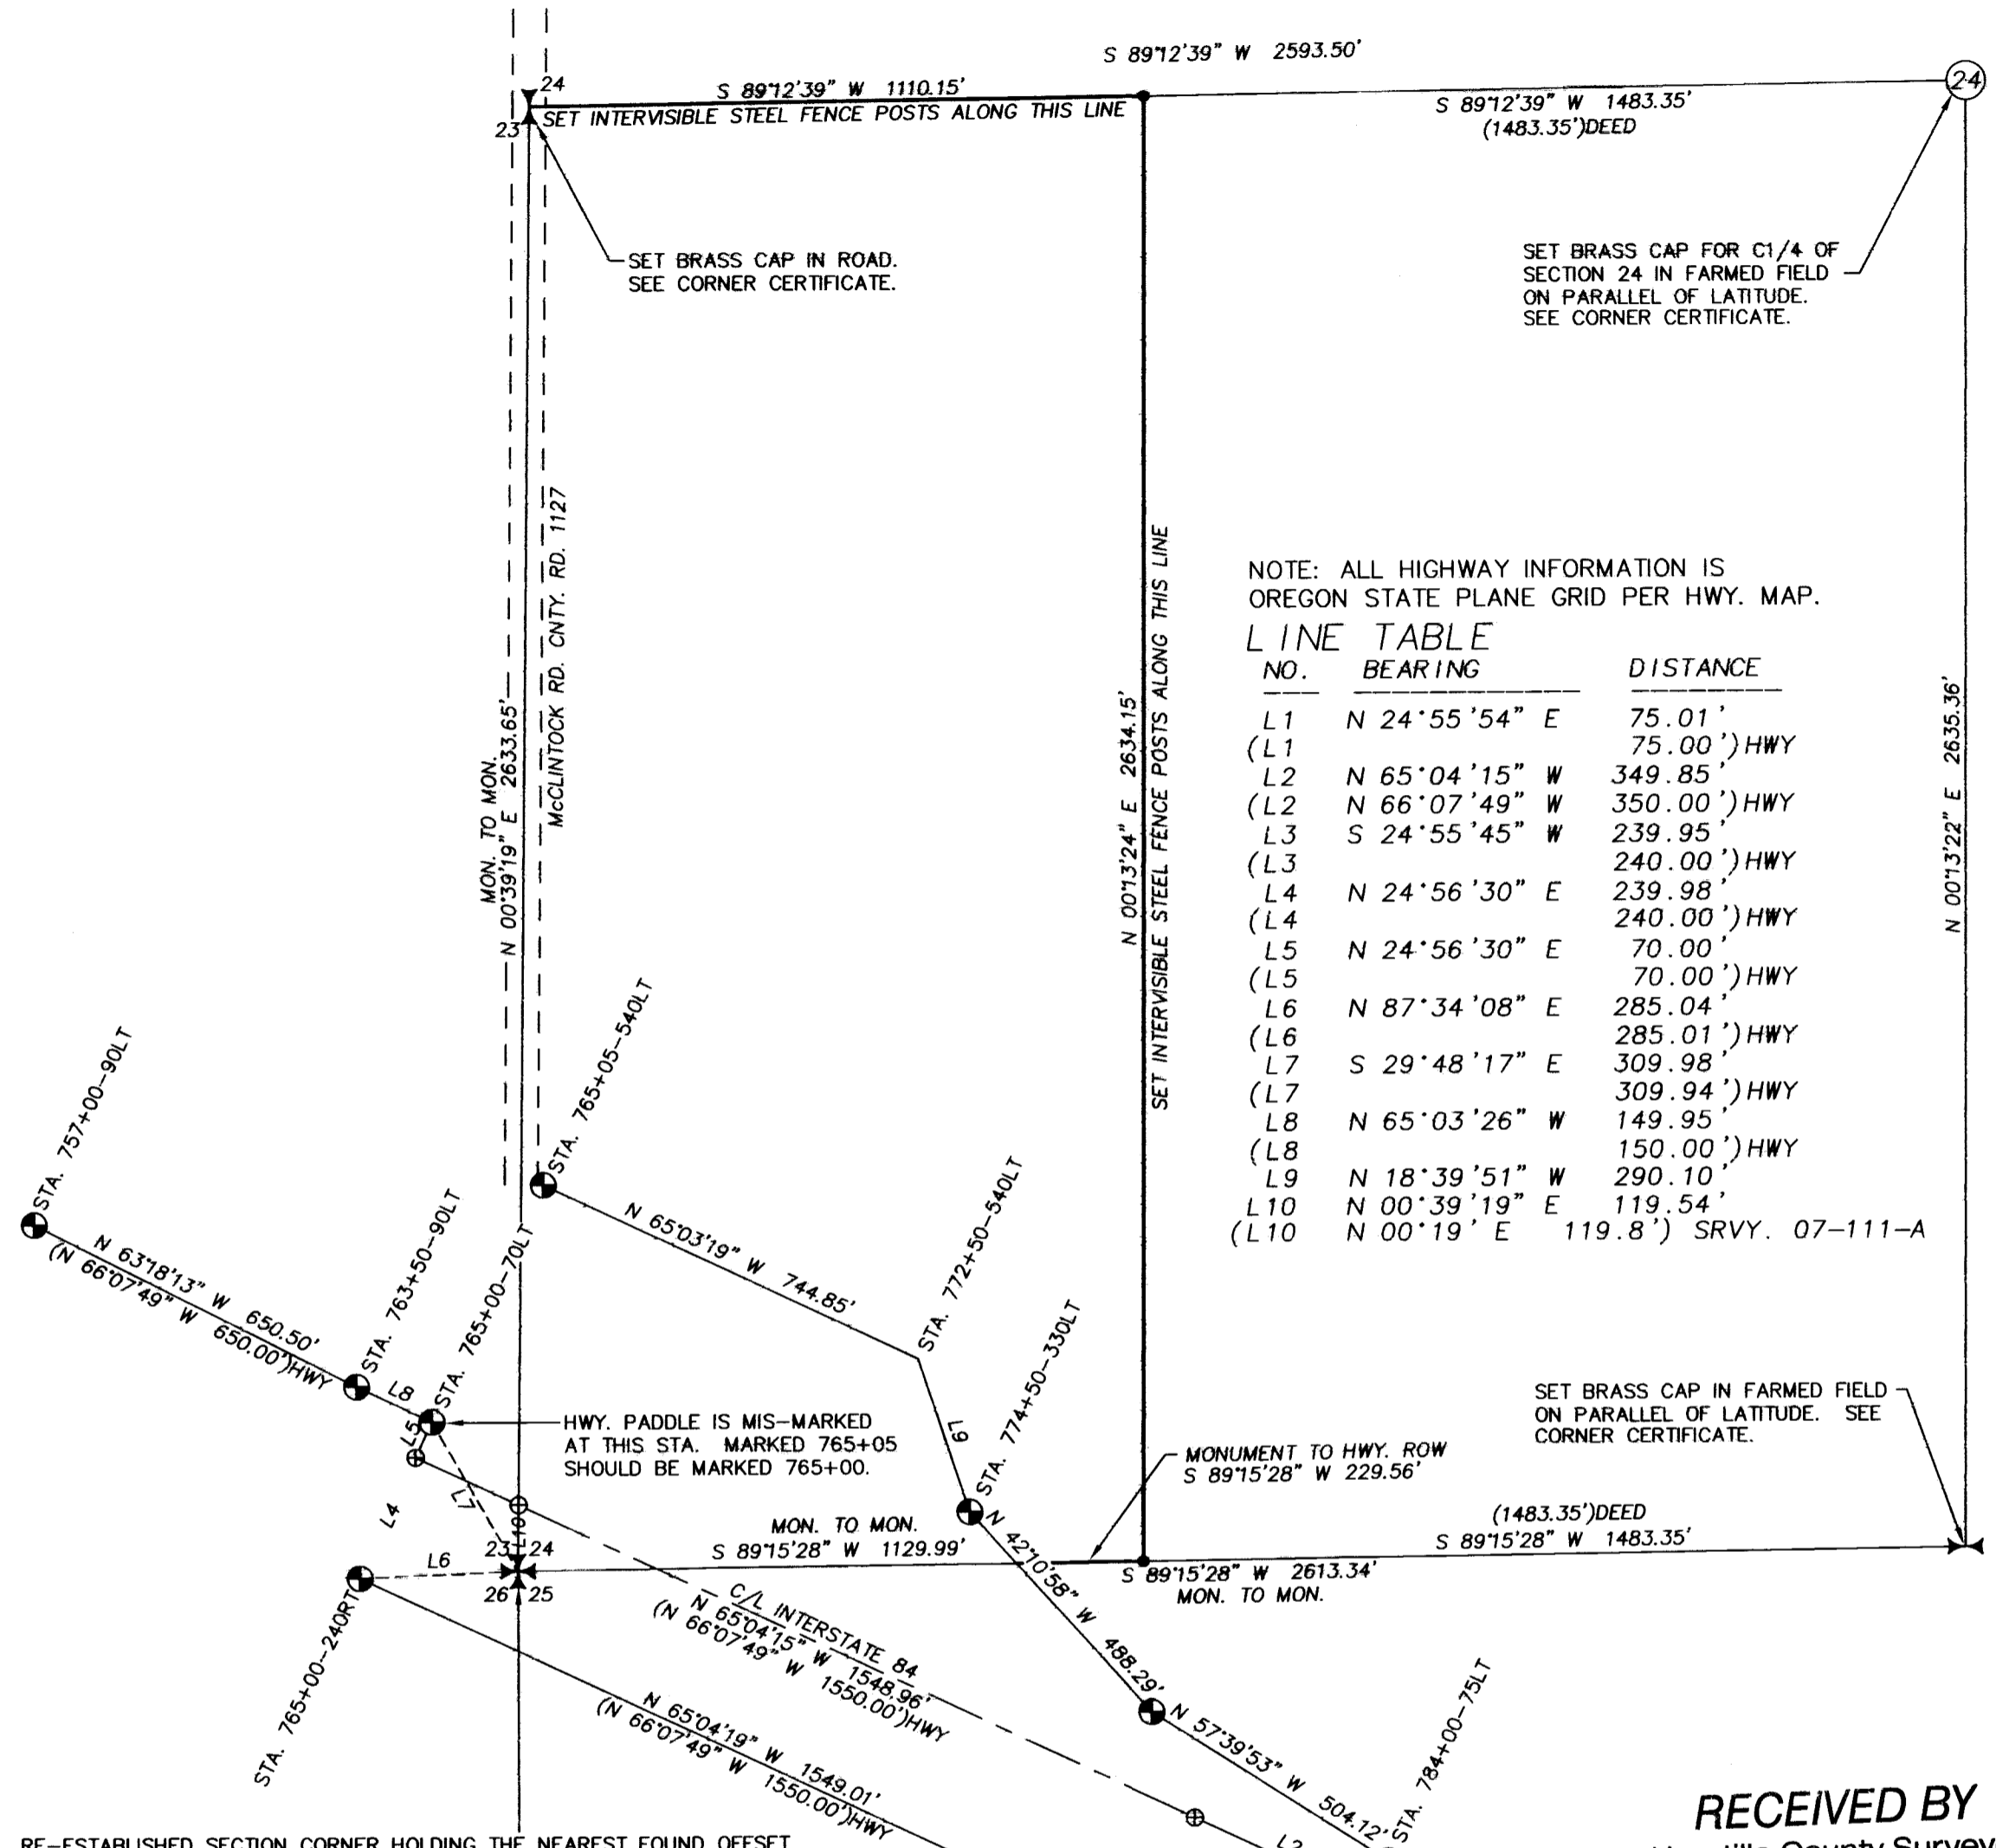 S 89°12'39" W 2593.50'
24
S 89°12'39" W 1110.15'
SET INTERVISIBLE STEEL FENCE POSTS ALONG THIS LINE
23
24
S 89°12'39" W 1483.35'
(1483.35')DEED
SET BRASS CAP IN ROAD.
SEE CORNER CERTIFICATE.
SET BRASS CAP FOR C1/4 OF
SECTION 24 IN FARMED FIELD
ON PARALLEL OF LATITUDE.
SEE CORNER CERTIFICATE.
MON. TO MON.
N 00°39'19" E 2633.65'
McCLINTOCK RD. CNTY. RD. 1127
N 00°13'24" E 2634.15'
SET INTERVISIBLE STEEL FENCE POSTS ALONG THIS LINE
N 00°13'22" E 2635.36'
NOTE: ALL HIGHWAY INFORMATION IS
OREGON STATE PLANE GRID PER HWY. MAP.
LINE TABLE
NO. BEARING DISTANCE
L1 N 24°55'54" E 75.01'
(L1 75.00')HWY
L2 N 65°04'15" W 349.85'
(L2 N 66°07'49" W 350.00')HWY
L3 S 24°55'45" W 239.95'
(L3 240.00')HWY
L4 N 24°56'30" E 239.98'
(L4 240.00')HWY
L5 N 24°56'30" E 70.00'
(L5 70.00')HWY
L6 N 87°34'08" E 285.04'
(L6 285.01')HWY
L7 S 29°48'17" E 309.98'
(L7 309.94')HWY
L8 N 65°03'26" W 149.95'
(L8 150.00')HWY
L9 N 18°39'51" W 290.10'
L10 N 00°39'19" E 119.54'
(L10 N 00°19' E 119.8') SRVY. 07-111-A
STA. 757+00-90LT
N 63°18'13" W 650.50'
(N 66°07'49" W 650.00')HWY
STA. 763+50-90LT
L8
STA. 765+00-70LT
L5
STA. 765+05-540LT
N 65°03'19" W 744.85'
STA. 772+50-540LT
L9
STA. 774+50-330LT
HWY. PADDLE IS MIS-MARKED
AT THIS STA. MARKED 765+05
SHOULD BE MARKED 765+00.
MONUMENT TO HWY. ROW
S 89°15'28" W 229.56'
SET BRASS CAP IN FARMED FIELD
ON PARALLEL OF LATITUDE. SEE
CORNER CERTIFICATE.
(1483.35')DEED
S 89°15'28" W 1483.35'
L7
L4
L10
L6
23 24
26 25
MON. TO MON.
S 89°15'28" W 1129.99'
S 89°15'28" W 2613.34'
MON. TO MON.
N 42°10'58" W 488.29'
C/L INTERSTATE 84
N 65°04'15" W 1548.96'
(N 66°07'49" W 1550.00')HWY
STA. 765+00-240RT
N 65°04'19" W 1549.01'
(N 66°07'49" W 1550.00')HWY
N 57°39'53" W 504.12'
STA. 784+00-75LT
L2
RECEIVED BY
County
RE-ESTABLISHED SECTION CORNER HOLDING THE NEAREST FOUND OFFSET